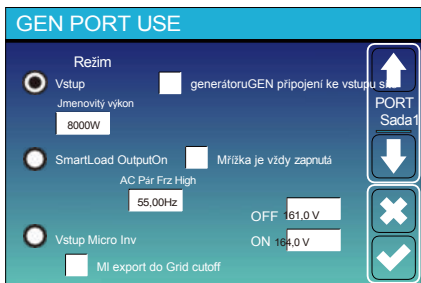 GEN PORT USE
Režim
Vstup
generátoruGEN připojení ke vstupu sítě
Jmenovitý výkon
8000W
PORT
Sada1
SmartLoad OutputOn
Mřížka je vždy zapnutá
AC Pár Frz High
55,00Hz
OFF 161,0 V
Vstup Micro Inv
ON 164,0 V
MI export do Grid cutoff